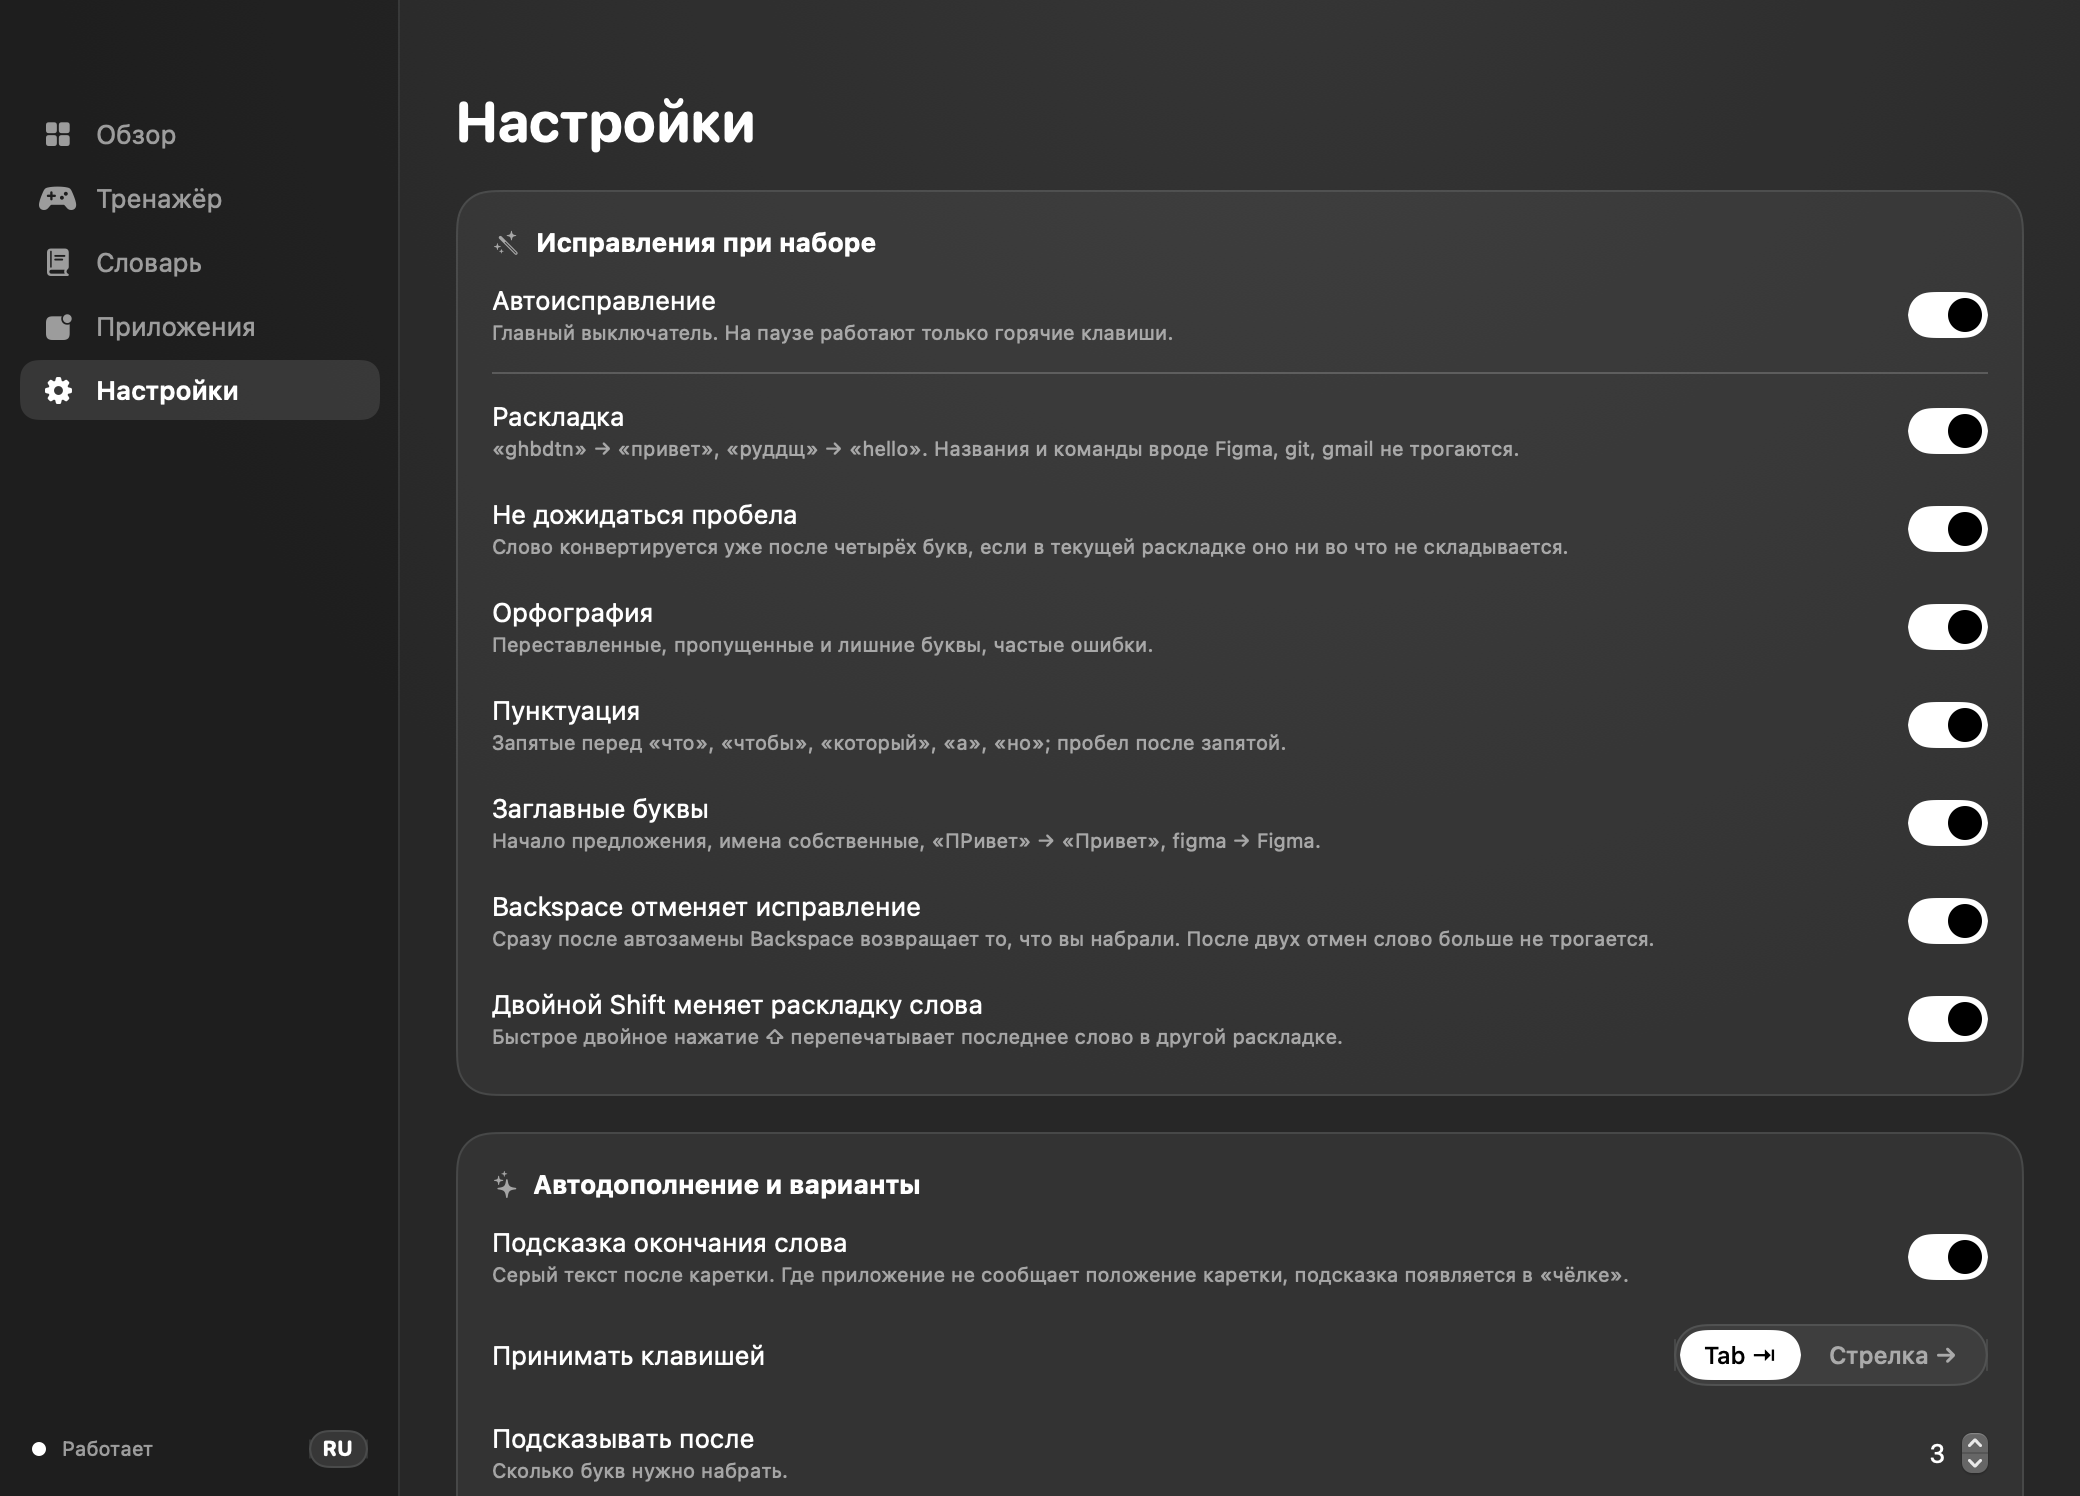 Обзор
Тренажёр
Словарь
Приложения
Настройки
Работает
RU
Настройки
Исправления при наборе
Автоисправление
Главный выключатель. На паузе работают только горячие клавиши.
Раскладка
«ghbdtn» → «привет», «руддщ» → «hello». Названия и команды вроде Figma, git, gmail не трогаются.
Не дожидаться пробела
Слово конвертируется уже после четырёх букв, если в текущей раскладке оно ни во что не складывается.
Орфография
Переставленные, пропущенные и лишние буквы, частые ошибки.
Пунктуация
Запятые перед «что», «чтобы», «который», «а», «но»; пробел после запятой.
Заглавные буквы
Начало предложения, имена собственные, «ПРивет» → «Привет», figma → Figma.
Backspace отменяет исправление
Сразу после автозамены Backspace возвращает то, что вы набрали. После двух отмен слово больше не трогается.
Двойной Shift меняет раскладку слова
Быстрое двойное нажатие ⇧ перепечатывает последнее слово в другой раскладке.
Автодополнение и варианты
Подсказка окончания слова
Серый текст после каретки. Где приложение не сообщает положение каретки, подсказка появляется в «чёлке».
Принимать клавишей
Tab ⇥ Стрелка →
Подсказывать после
3
Сколько букв нужно набрать.